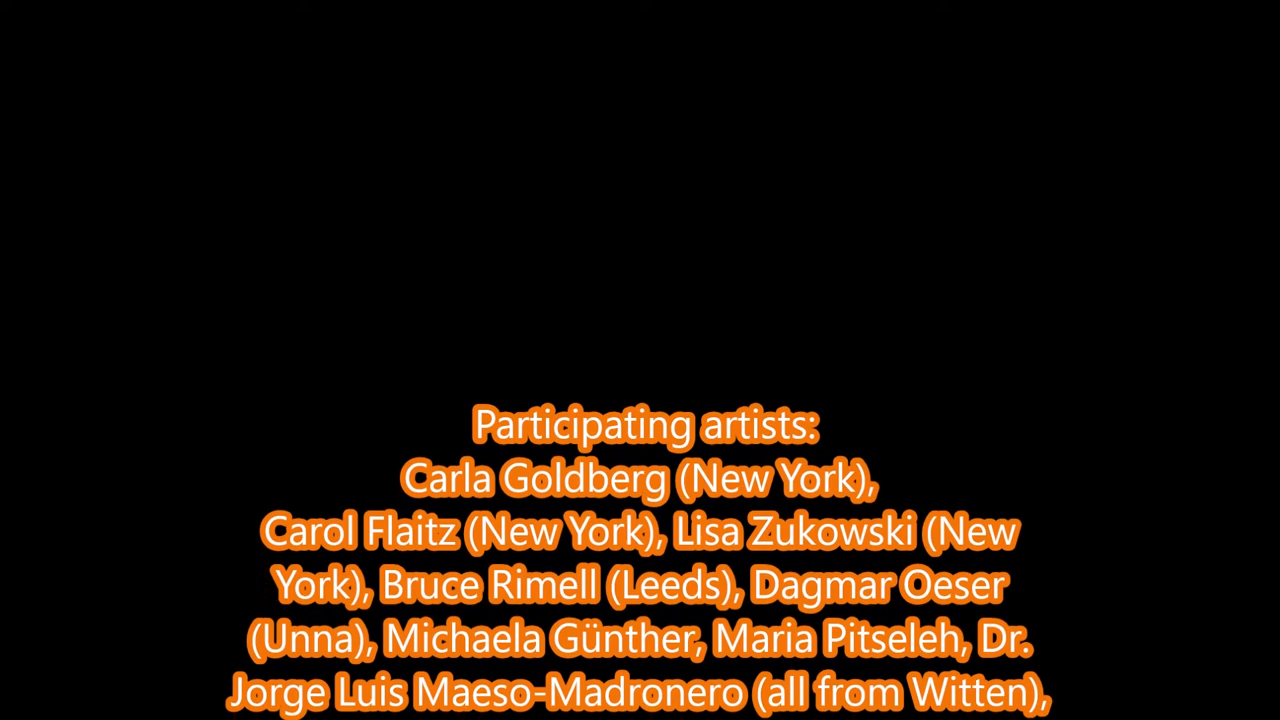 Participating artists:
Carla Goldberg (New York),
Carol Flaitz (New York), Lisa Zukowski (New
York), Bruce Rimell (Leeds), Dagmar Oeser
(Unna), Michaela Günther, Maria Pitseleh, Dr.
Jorge Luis Maeso-Madronero (all from Witten),